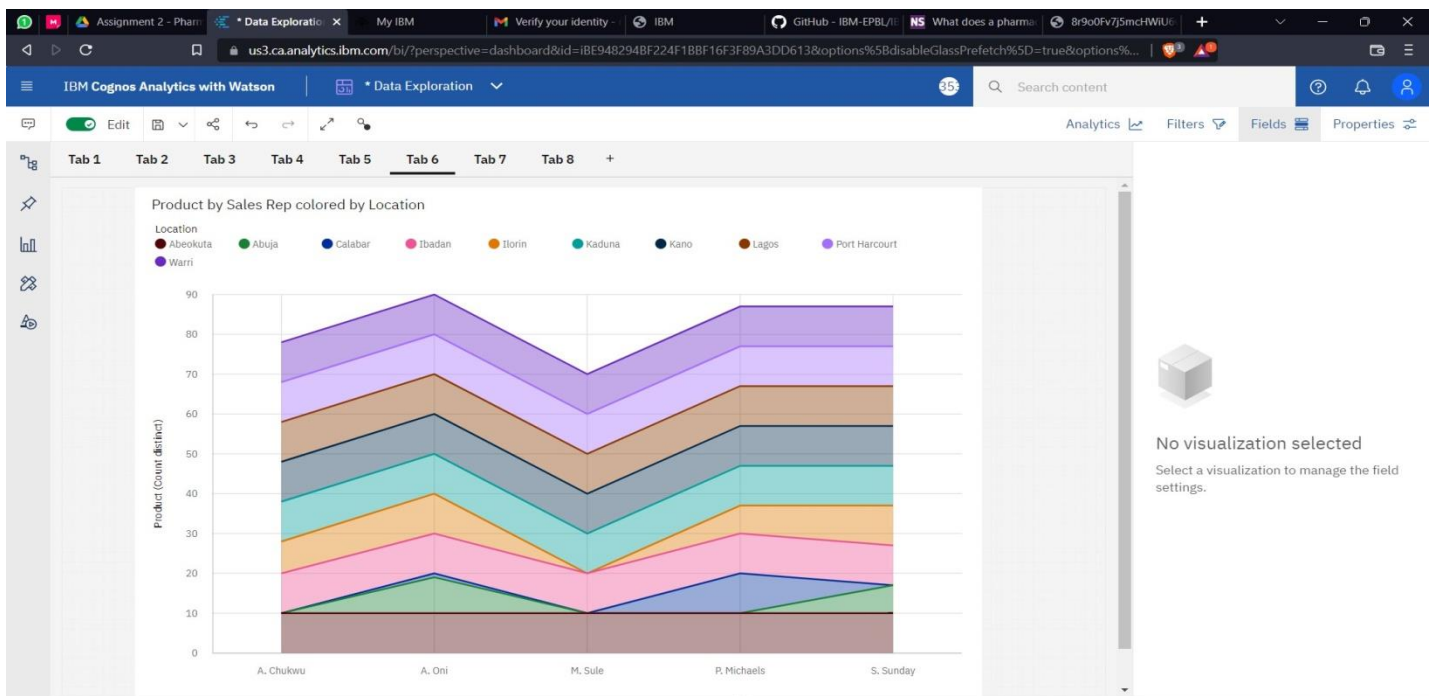 Assignment 2 - Pharm
* Data Exploratio
My IBM
Verify your identity -
IBM
GitHub - IBM-EPBL/IB
NS What does a pharma
8r9o0Fv7j5mcHWiU6
us3.ca.analytics.ibm.com/bi/?perspective=dashboard&id=iBE948294BF224F1BBF16F3F89A3DD613&options%5BdisableGlassPrefetch%5D=true&options%...
IBM Cognos Analytics with Watson
* Data Exploration
Search content
Edit
Analytics
Filters
Fields
Properties
Tab 1 Tab 2 Tab 3 Tab 4 Tab 5 Tab 6 Tab 7 Tab 8 +
Product by Sales Rep colored by Location
Location
Abeokuta Abuja Calabar Ibadan Ilorin Kaduna Kano Lagos Port Harcourt
Warri
Product (Count distinct)
90
80
70
60
50
40
30
20
10
0
A. Chukwu A. Oni M. Sule P. Michaels S. Sunday
No visualization selected
Select a visualization to manage the field
settings.